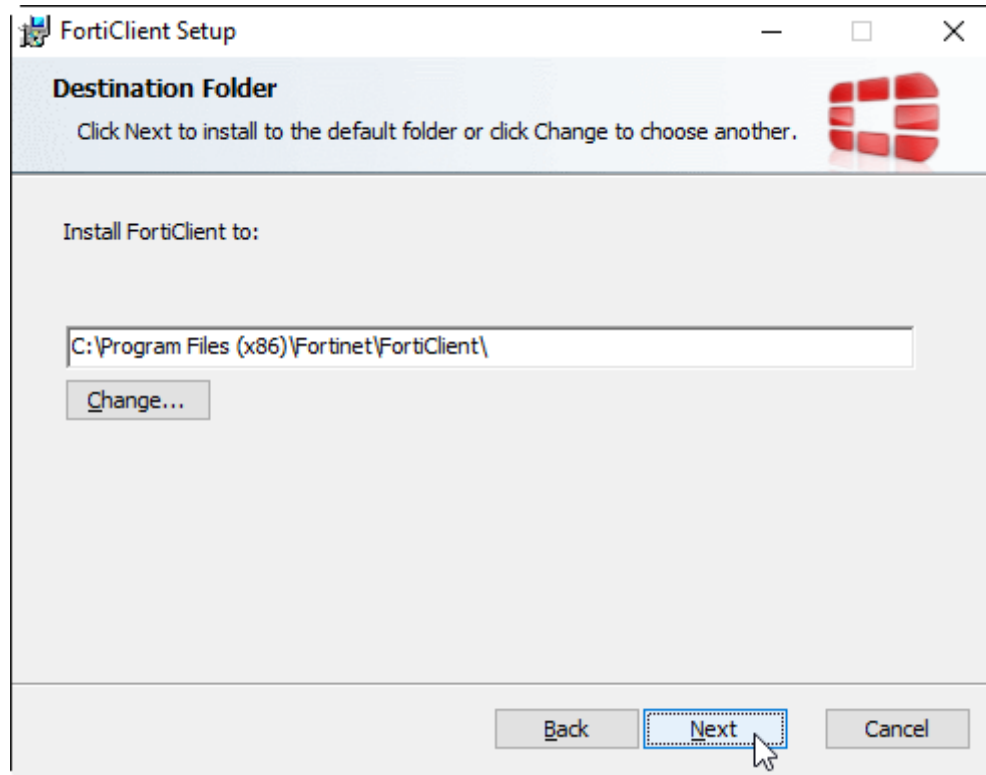 FortiClient Setup
Destination Folder
Click Next to install to the default folder or click Change to choose another.
Install FortiClient to:
C:\Program Files (x86)\Fortinet\FortiClient\
Change...
Back Next Cancel